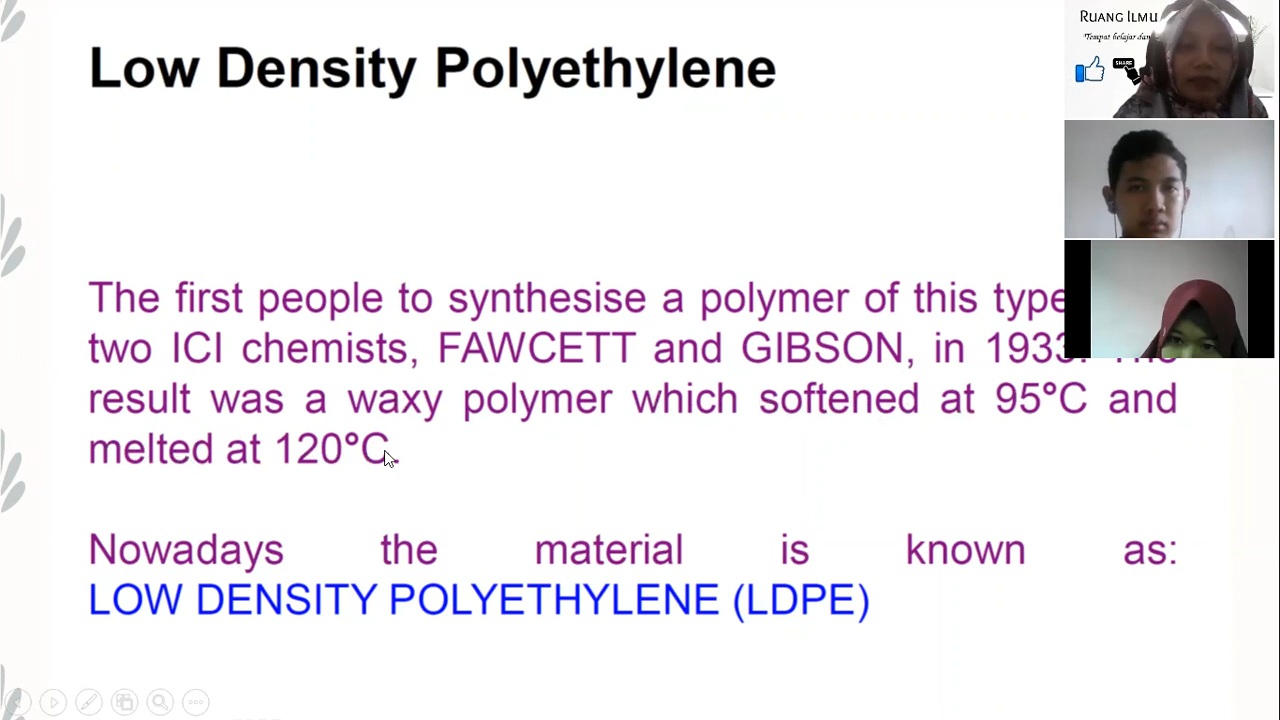 Low Density Polyethylene
RUANG ILMU
Tempat belajar dan
SHARE
The first people to synthesise a polymer of this type
two ICI chemists, FAWCETT and GIBSON, in 1933. The
result was a waxy polymer which softened at 95°C and
melted at 120°C.
Nowadays the material is known as:
LOW DENSITY POLYETHYLENE (LDPE)